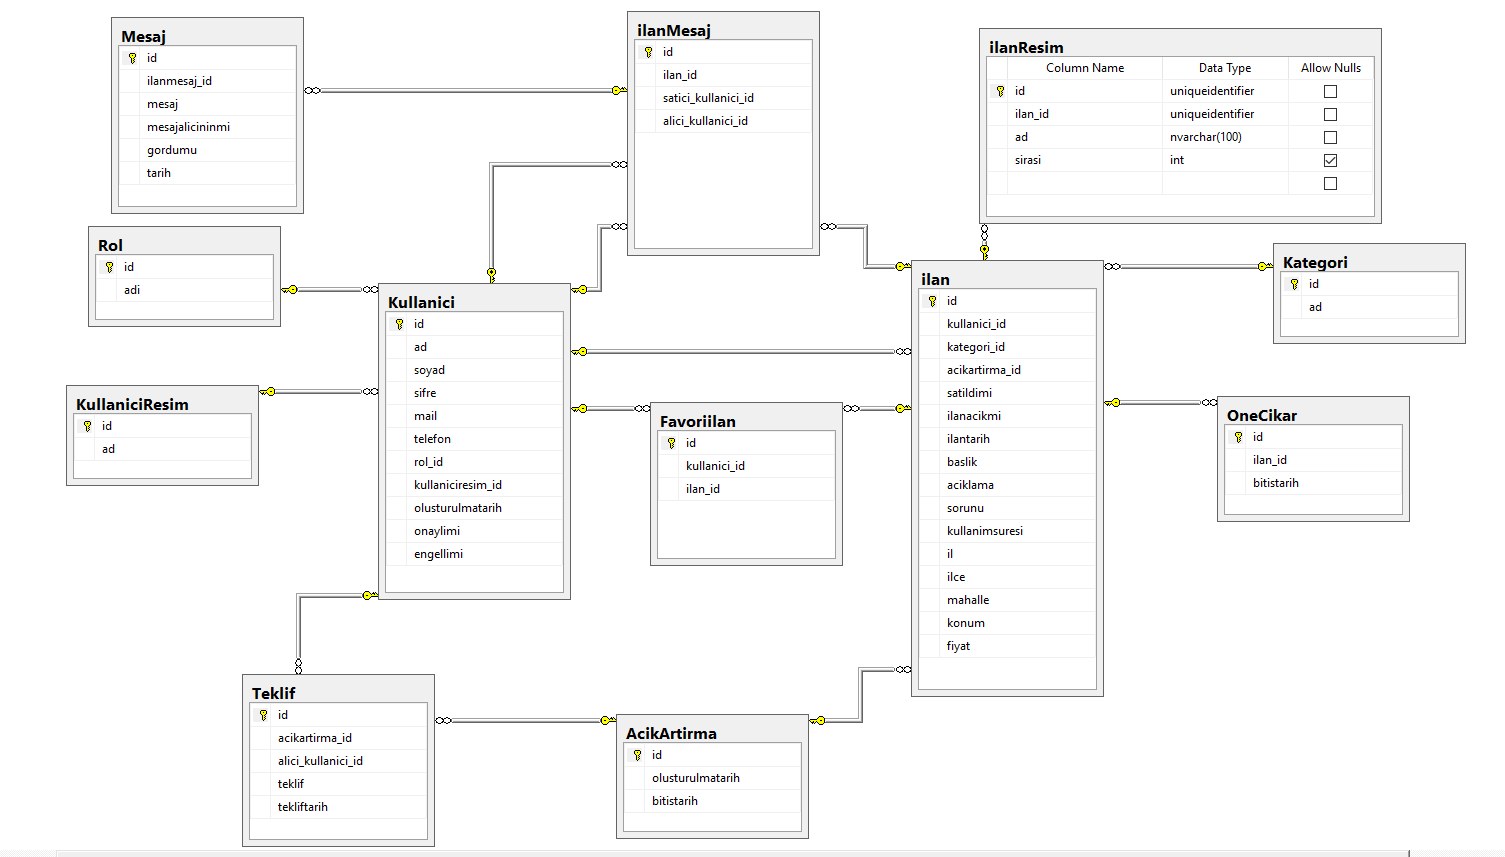 Mesaj
id
ilanmesaj_id
mesaj
mesajalicininmi
gordumu
tarih
ilanMesaj
id
ilan_id
satici_kullanici_id
alici_kullanici_id
ilanResim
Column Name Data Type Allow Nulls
id uniqueidentifier
ilan_id uniqueidentifier
ad nvarchar(100)
sirasi int
Rol
id
adi
Kullanici
id
ad
soyad
sifre
mail
telefon
rol_id
kullaniciresim_id
olusturulmatarih
onaylimi
engellimi
ilan
id
kullanici_id
kategori_id
acikartirma_id
satildimi
ilanacikmi
ilantarih
baslik
aciklama
sorunu
kullanimsuresi
il
ilce
mahalle
konum
fiyat
Kategori
id
ad
KullaniciResim
id
ad
Favoriilan
id
kullanici_id
ilan_id
OneCikar
id
ilan_id
bitistarih
Teklif
id
acikartirma_id
alici_kullanici_id
teklif
tekliftarih
AcikArtirma
id
olusturulmatarih
bitistarih